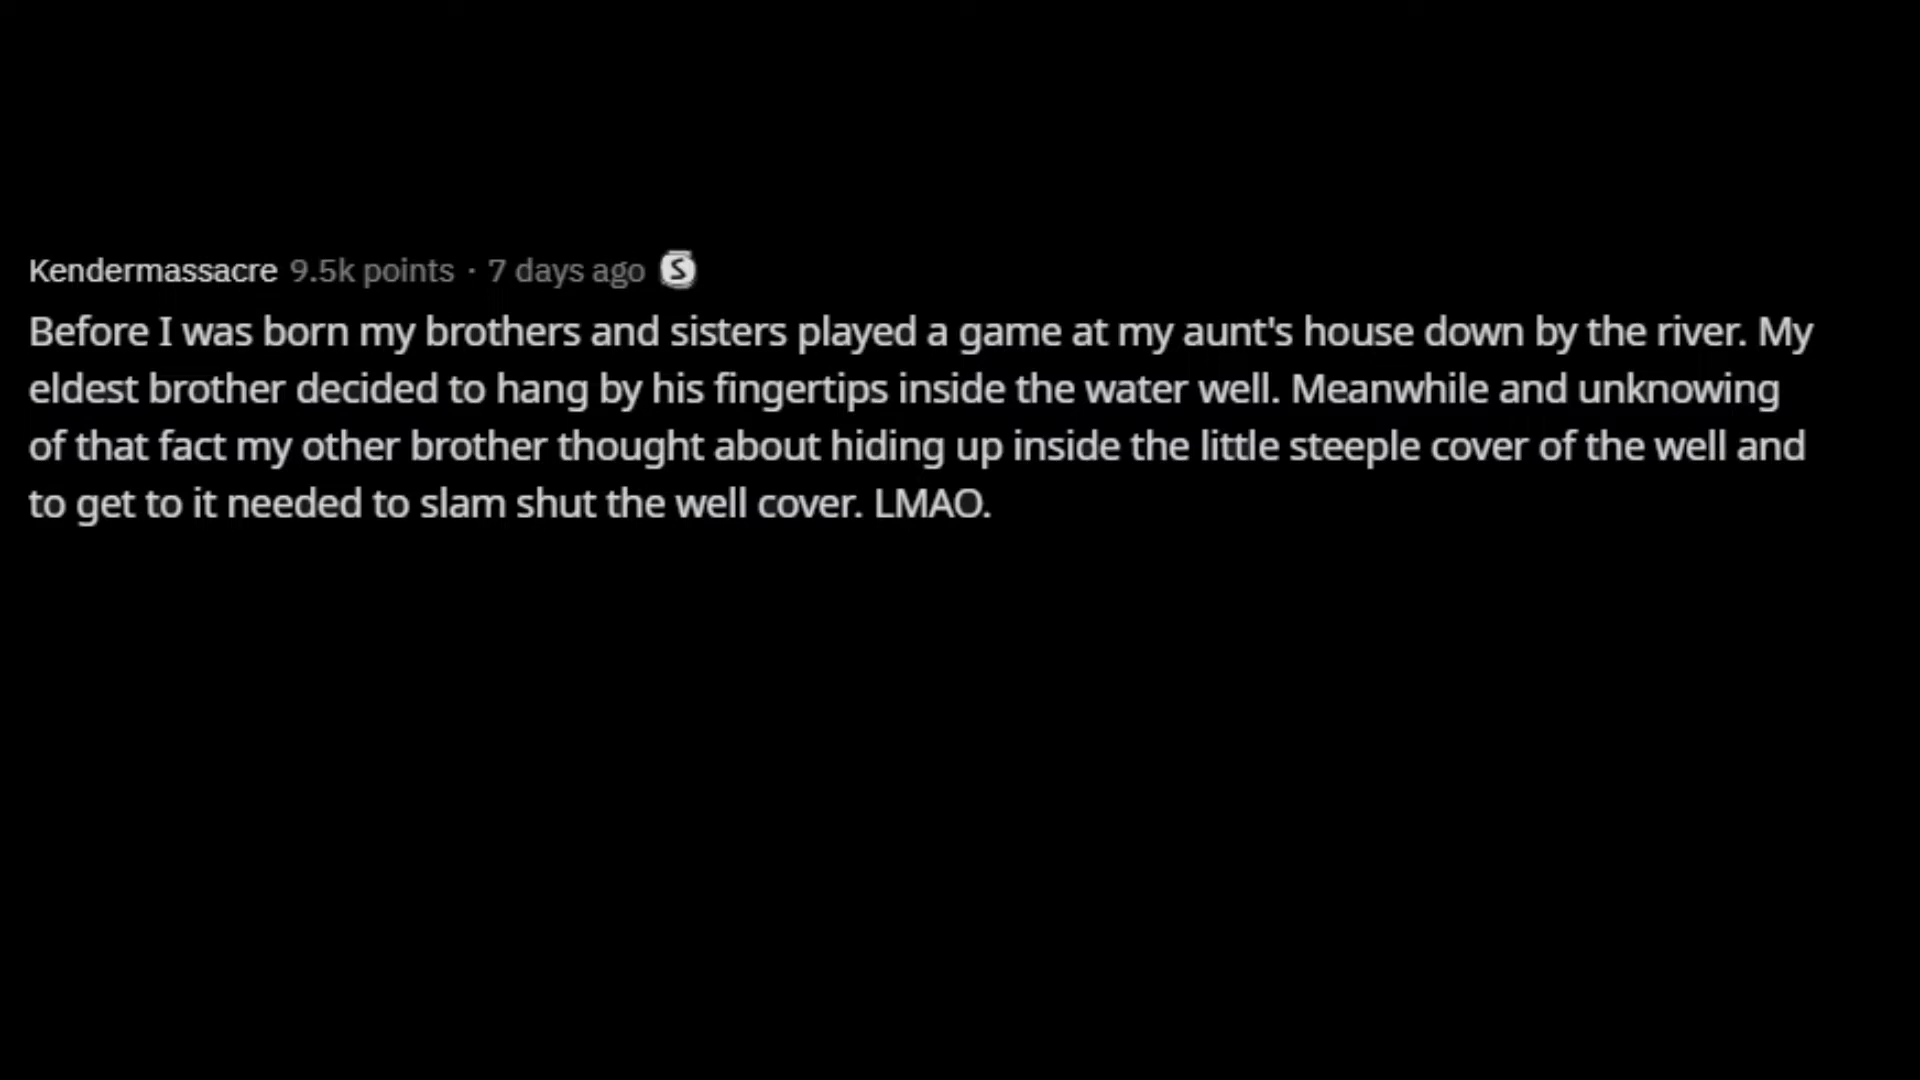 Kendermassacre 9.5k points · 7 days ago S
Before I was born my brothers and sisters played a game at my aunt's house down by the river. My
eldest brother decided to hang by his fingertips inside the water well. Meanwhile and unknowing
of that fact my other brother thought about hiding up inside the little steeple cover of the well and
to get to it needed to slam shut the well cover. LMAO.